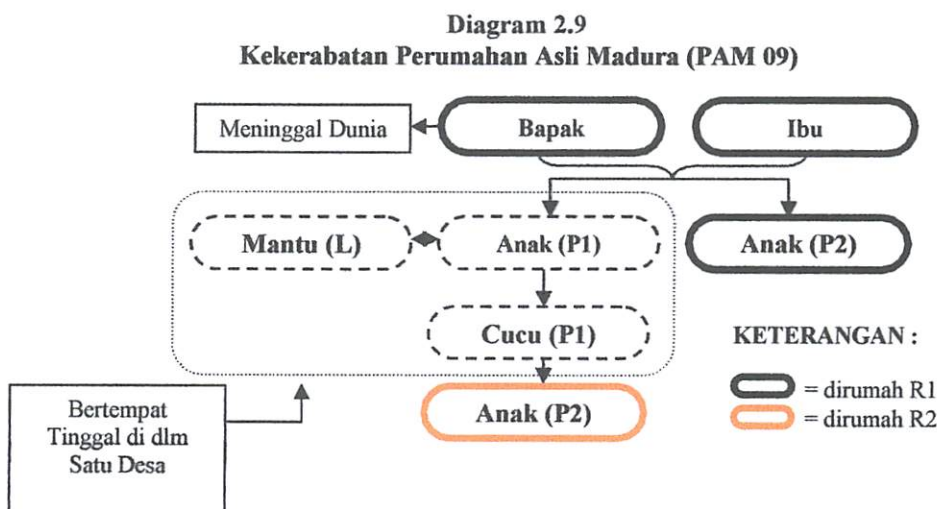 Diagram 2.9
Kekerabatan Perumahan Asli Madura (PAM 09)
Meninggal Dunia
Bapak
Ibu
Mantu (L)
Anak (P1)
Anak (P2)
Cucu (P1)
KETERANGAN :
Anak (P2)
= dirumah R1
= dirumah R2
Bertempat
Tinggal di dlm
Satu Desa